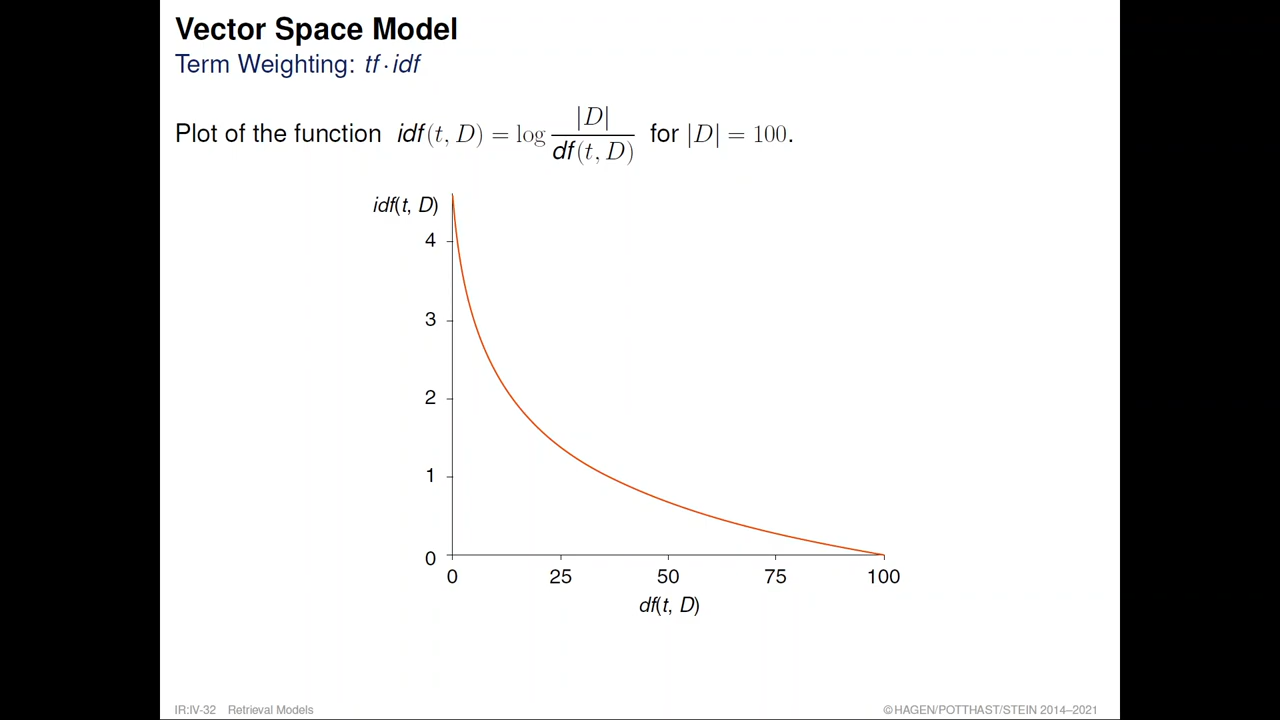 Vector Space Model
Term Weighting: tf · idf
Plot of the function idf(t, D) = log |D| / df(t, D) for |D| = 100.
idf(t, D)
4
3
2
1
0
0 25 50 75 100
df(t, D)
IR:IV-32 Retrieval Models ©HAGEN/POTTHAST/STEIN 2014–2021